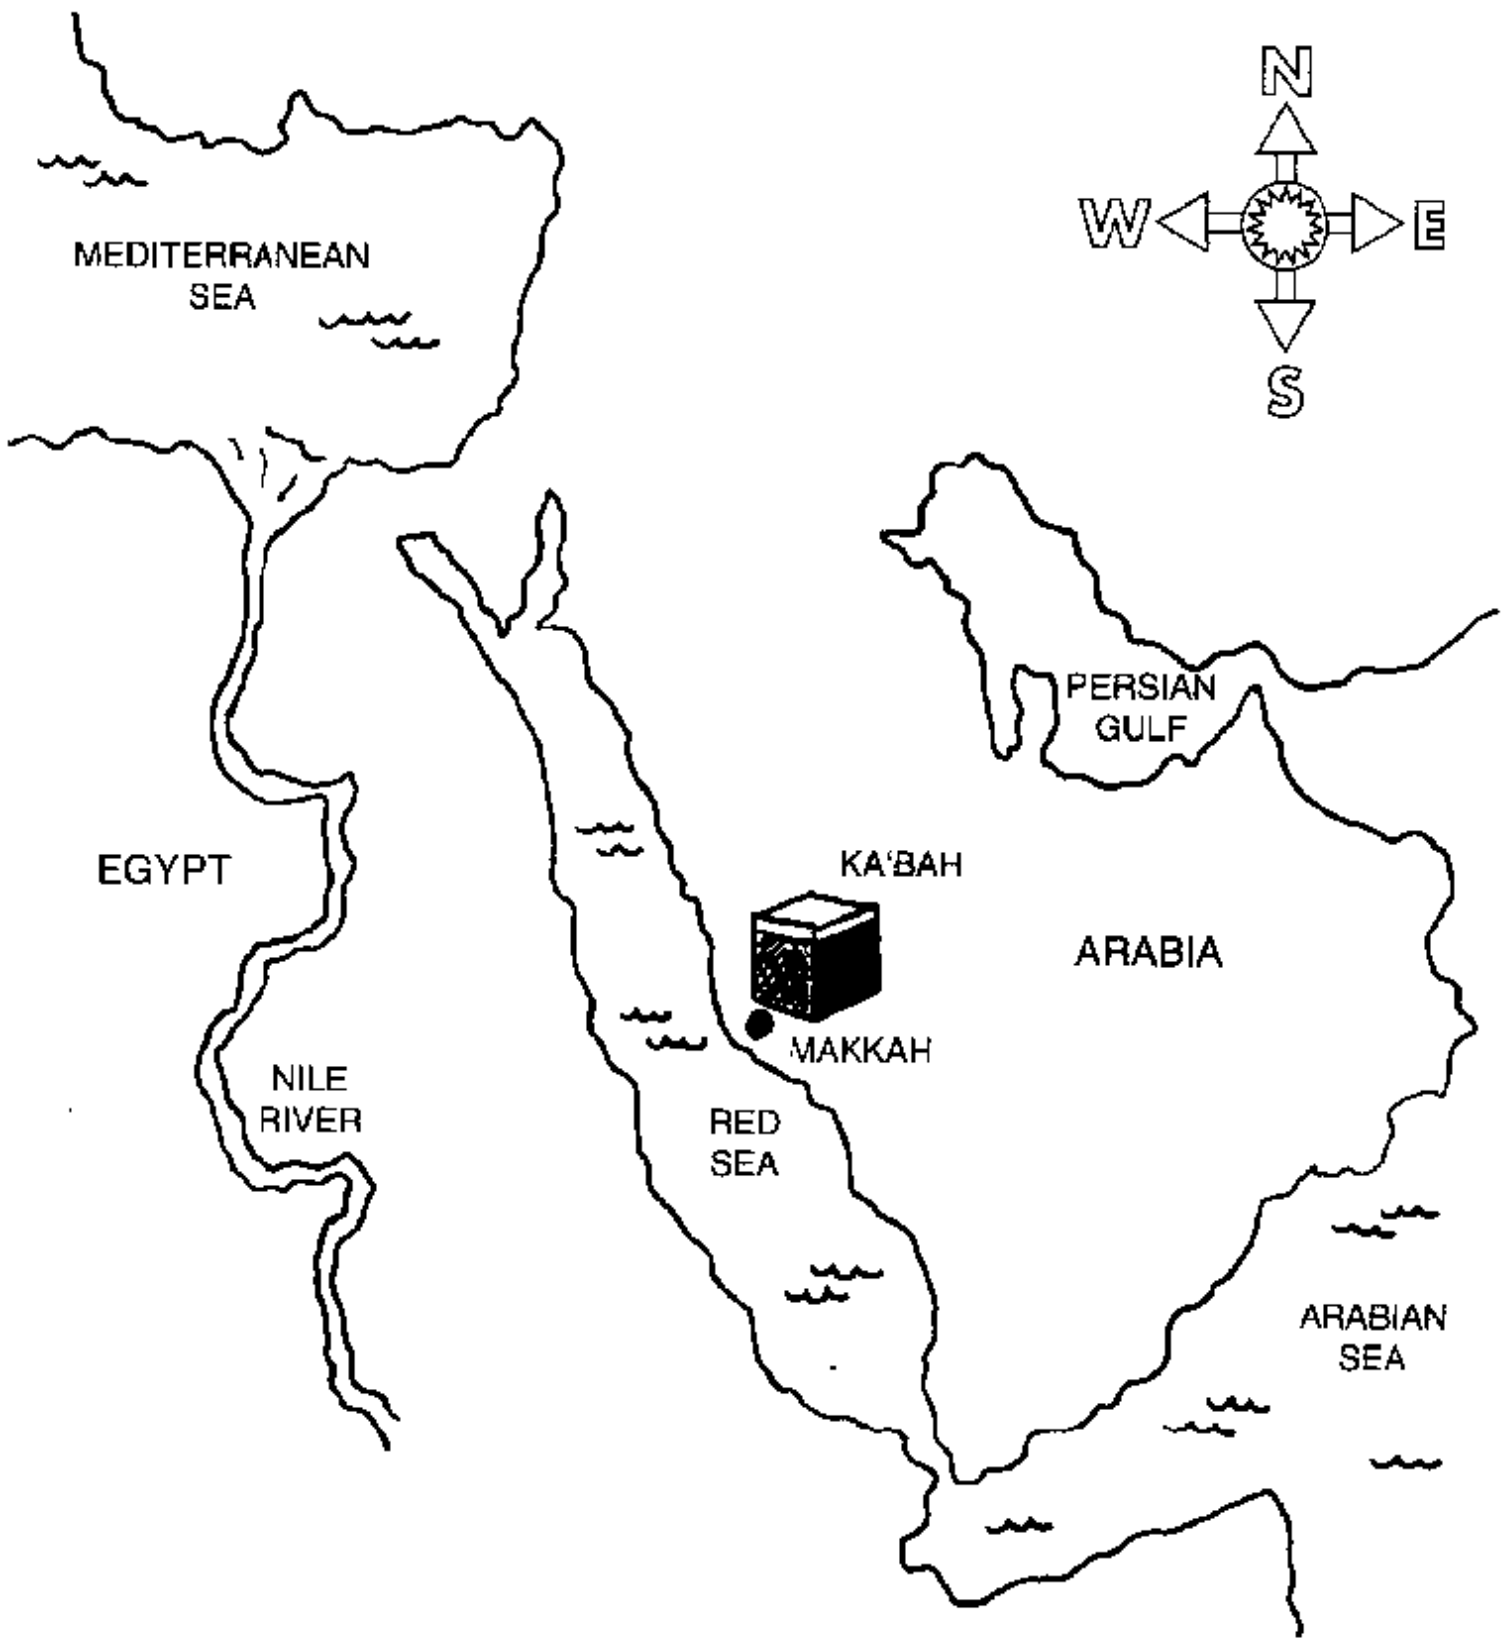 N
W
E
S
MEDITERRANEAN
SEA
PERSIAN
GULF
EGYPT
KA‘BAH
ARABIA
MAKKAH
NILE
RIVER
RED
SEA
ARABIAN
SEA